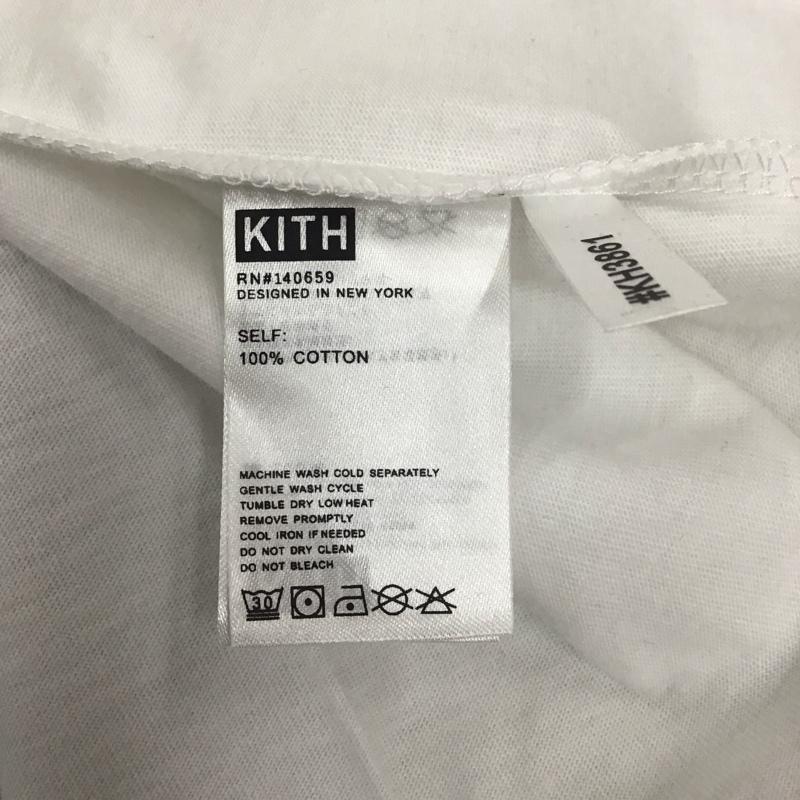 KITH
RN#140659
DESIGNED IN NEW YORK
SELF:
100% COTTON
MACHINE WASH COLD SEPARATELY
GENTLE WASH CYCLE
TUMBLE DRY LOW HEAT
REMOVE PROMPTLY
COOL IRON IF NEEDED
DO NOT DRY CLEAN
DO NOT BLEACH
30
#KH3861